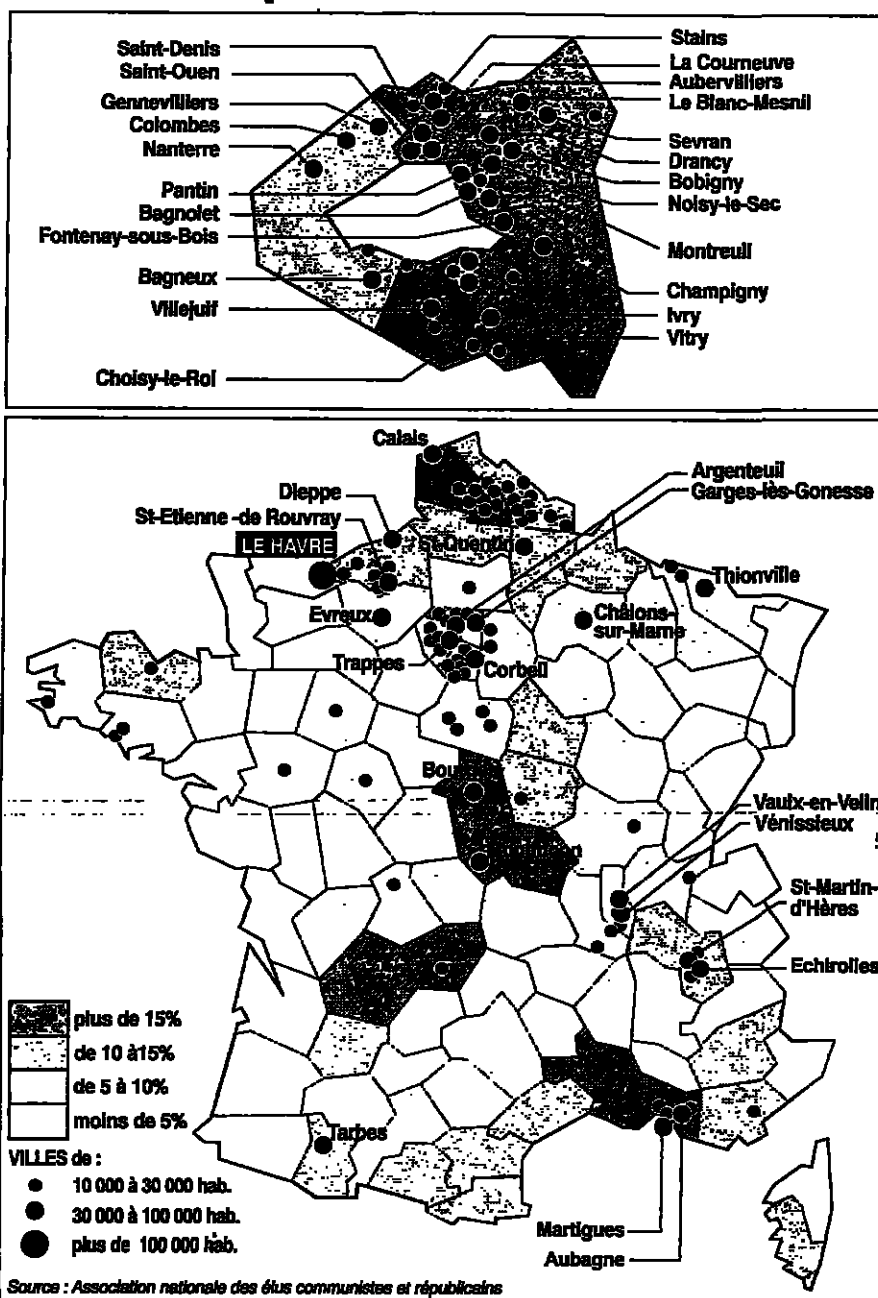 Saint-Denis
Saint-Ouen
Gennevilliers
Colombes
Nanterre
Pantin
Bagnolet
Fontenay-sous-Bois
Bagneux
Villejuif
Choisy-le-Roi
Stains
La Courneuve
Aubervilliers
Le Blanc-Mesnil
Sevran
Drancy
Bobigny
Noisy-le-Sec
Montreuil
Champigny
Ivry
Vitry
Calais
Dieppe
St-Etienne -de Rouvray
LE HAVRE
St-Quentin
Evreux
Trappes
Corbeil
Argenteuil
Garges-lès-Gonesse
Thionville
Châlons-
sur-Marne
Vaulx-en-Velin
Vénissieux
St-Martin-
d'Hères
Echirolles
Tarbes
Martigues
Aubagne
plus de 15%
de 10 à15%
de 5 à 10%
moins de 5%
VILLES de :
10 000 à 30 000 hab.
30 000 à 100 000 hab.
plus de 100 000 hab.
Source : Association nationale des élus communistes et républicains